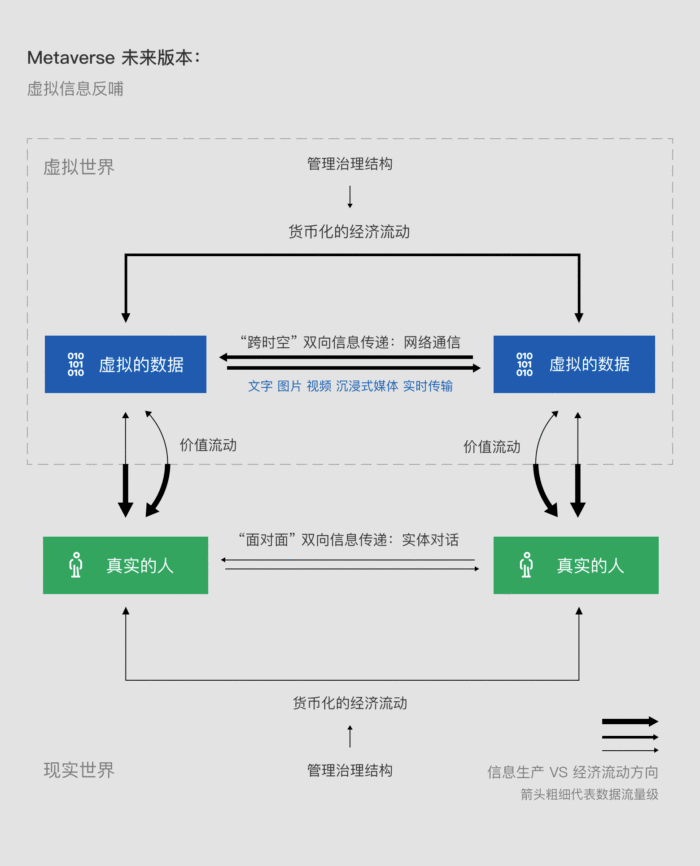 Metaverse 未来版本：
虚拟信息反哺
虚拟世界
管理治理结构
货币化的经济流动
“跨时空”双向信息传递：网络通信
010
101
010
虚拟的数据
010
101
010
虚拟的数据
文字 图片 视频 沉浸式媒体 实时传输
价值流动
价值流动
“面对面”双向信息传递：实体对话
真实的人
真实的人
货币化的经济流动
现实世界
管理治理结构
信息生产 VS 经济流动方向
箭头粗细代表数据流量级